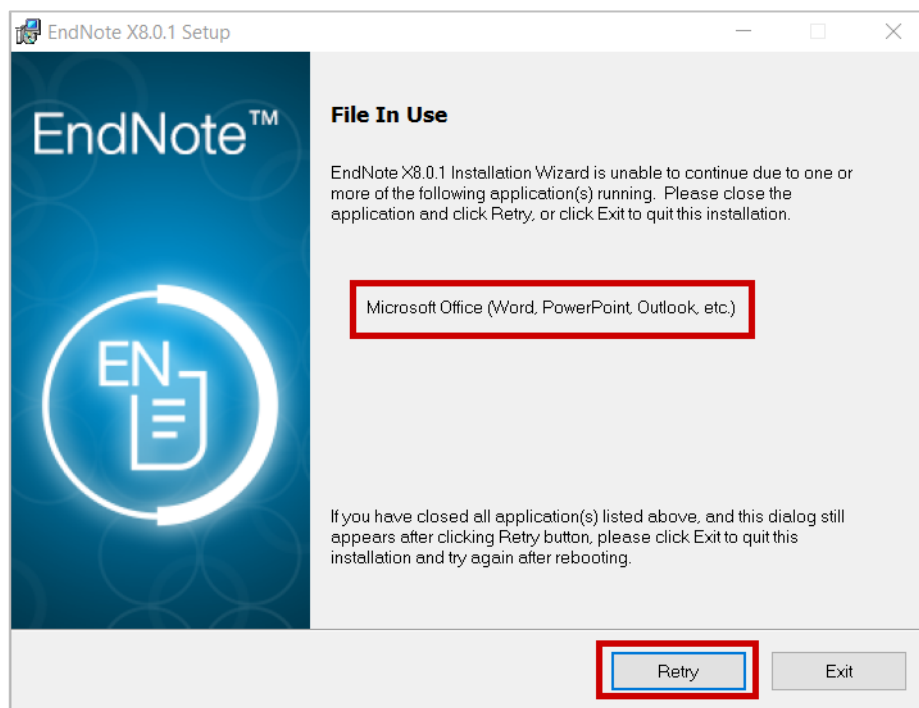 EndNote X8.0.1 Setup
EndNote™
File In Use
EndNote X8.0.1 Installation Wizard is unable to continue due to one or
more of the following application(s) running. Please close the
application and click Retry, or click Exit to quit this installation.
Microsoft Office (Word, PowerPoint, Outlook, etc.)
EN
If you have closed all application(s) listed above, and this dialog still
appears after clicking Retry button, please click Exit to quit this
installation and try again after rebooting.
Retry
Exit